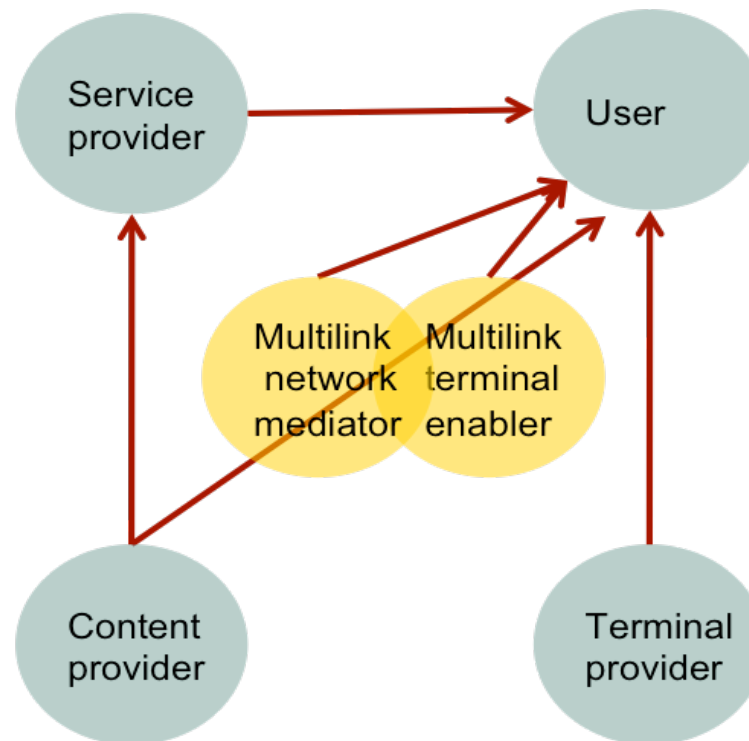 Service
provider
User
Multilink
network
mediator
Multilink
terminal
enabler
Content
provider
Terminal
provider